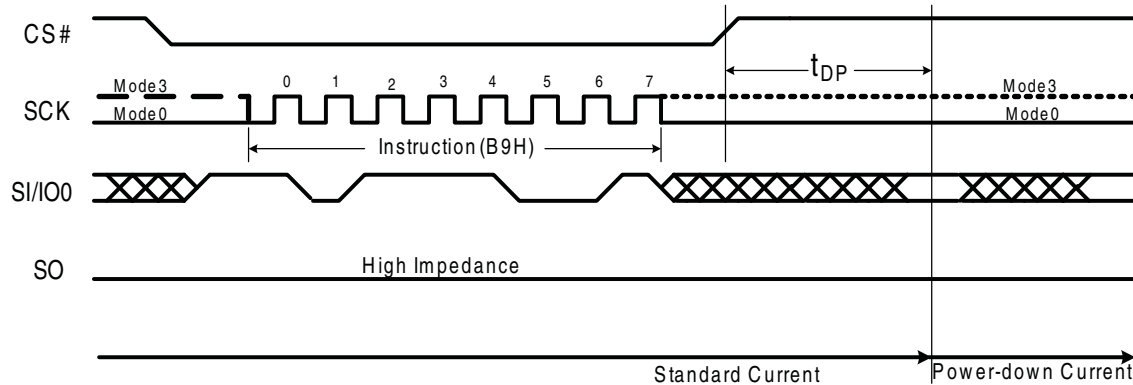 CS#
tDP
Mode3
0 1 2 3 4 5 6 7
Mode3
SCK
Mode0
Mode0
Instruction (B9H)
SI/IO0
High Impedance
SO
Standard Current
Power-down Current